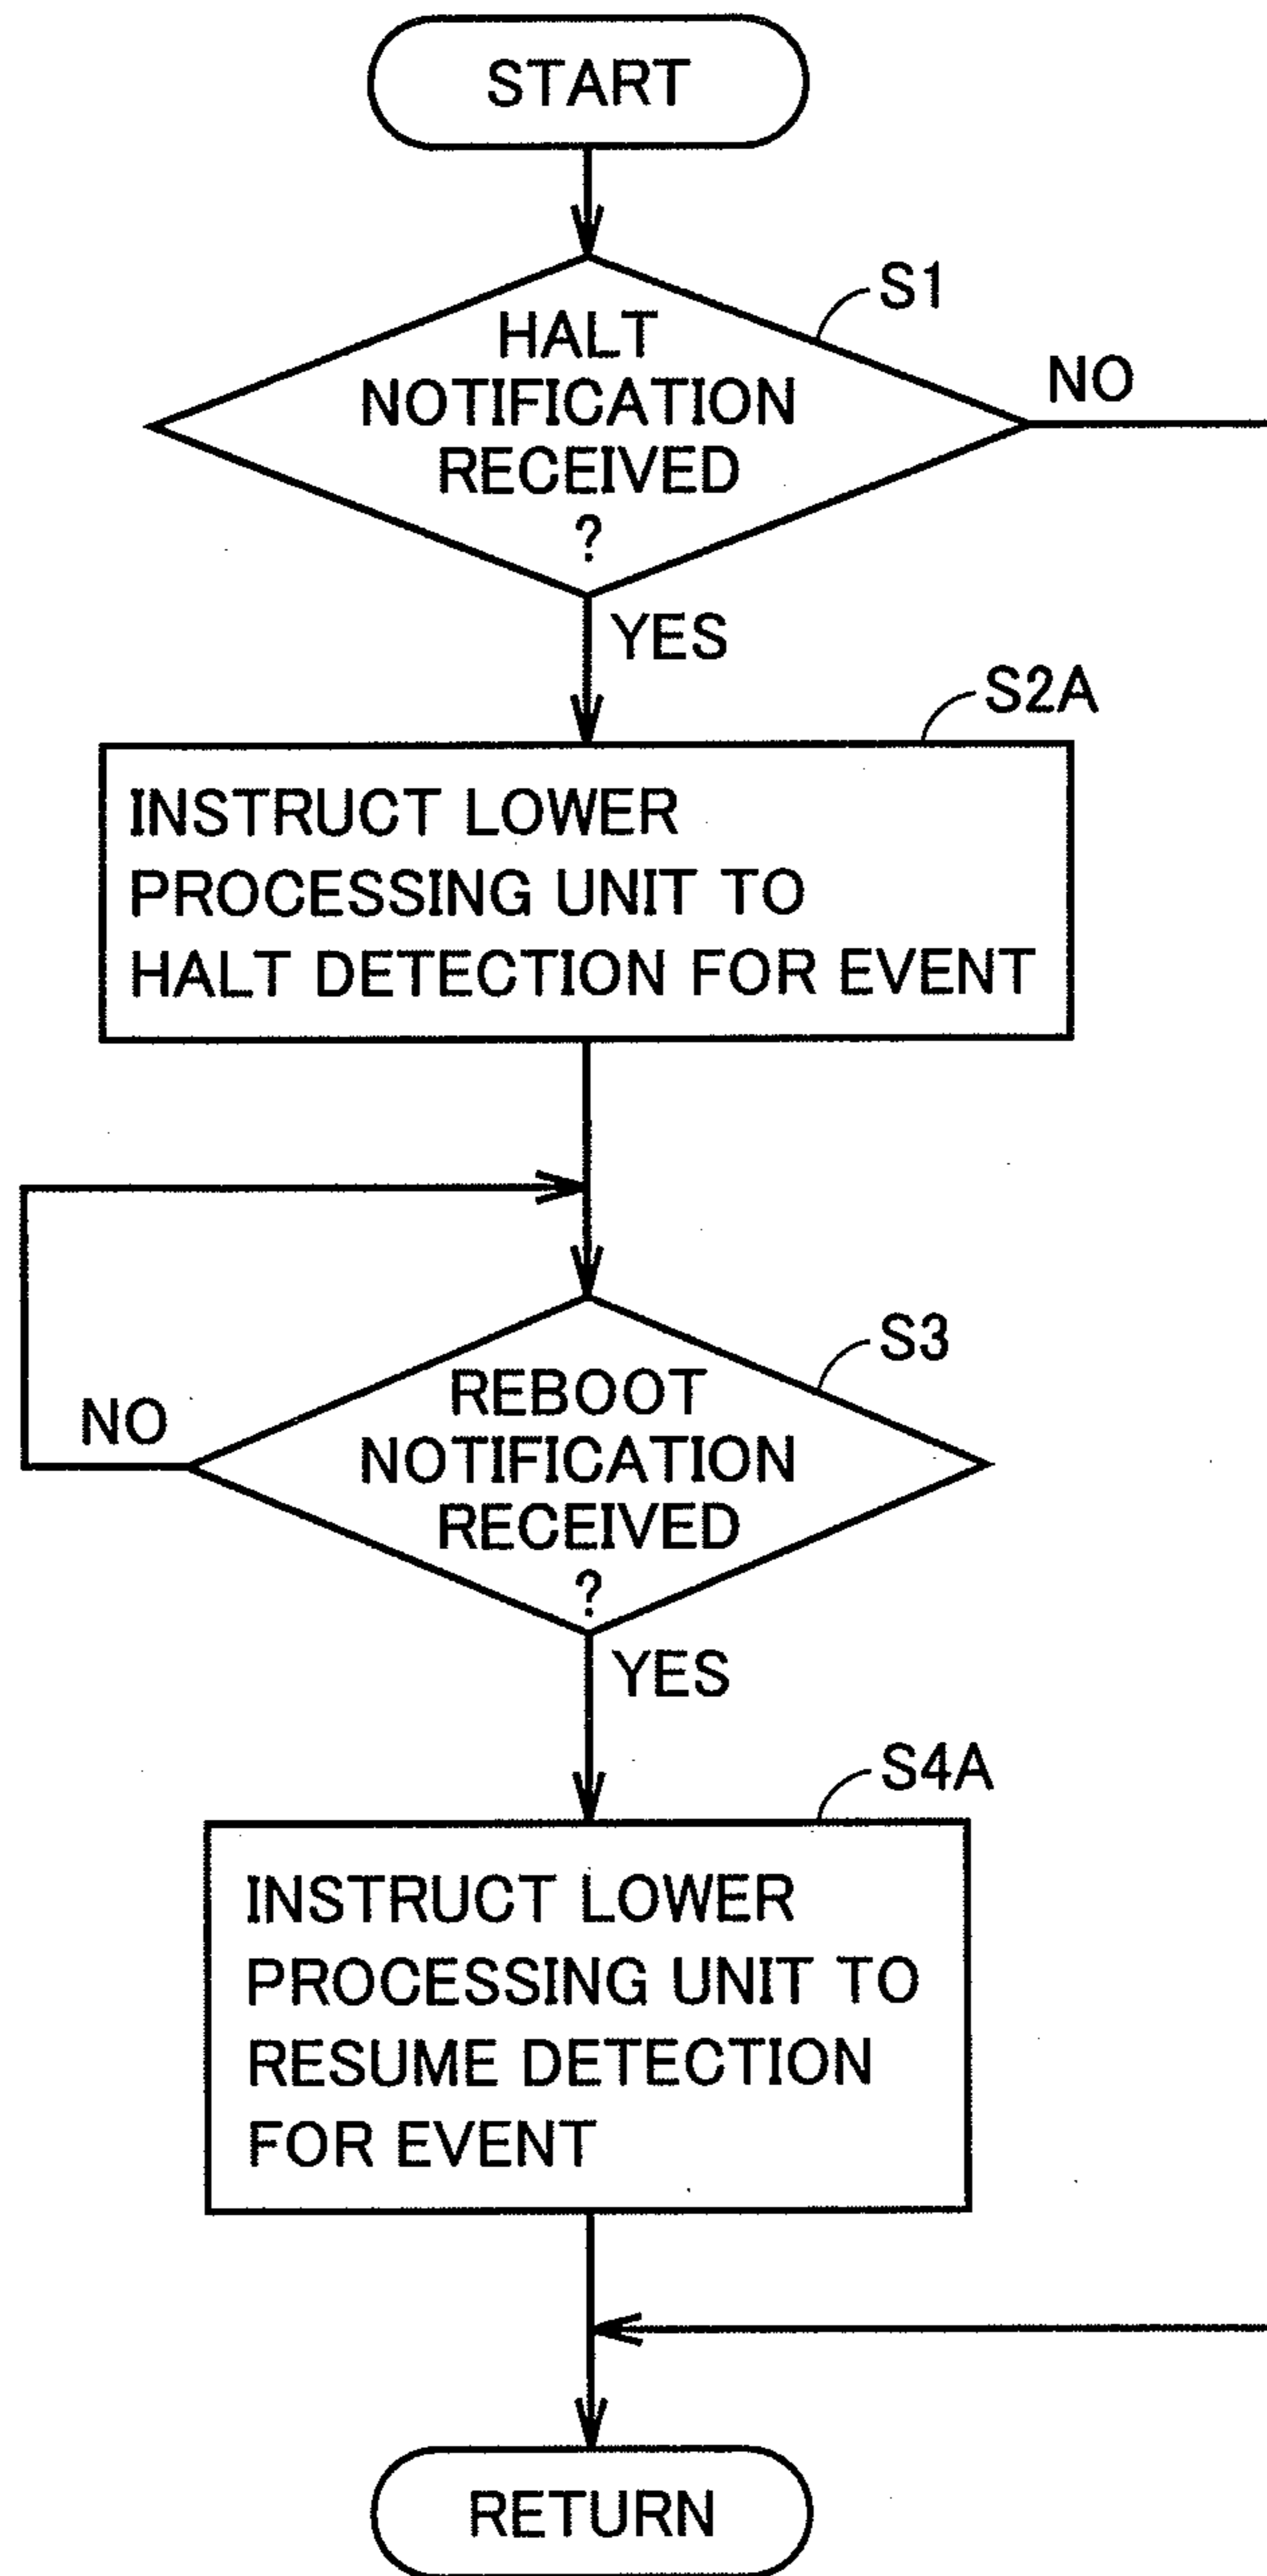 START
S1
HALT
NOTIFICATION
RECEIVED
?
NO
YES
S2A
INSTRUCT LOWER
PROCESSING UNIT TO
HALT DETECTION FOR EVENT
S3
REBOOT
NOTIFICATION
RECEIVED
?
NO
YES
S4A
INSTRUCT LOWER
PROCESSING UNIT TO
RESUME DETECTION
FOR EVENT
RETURN